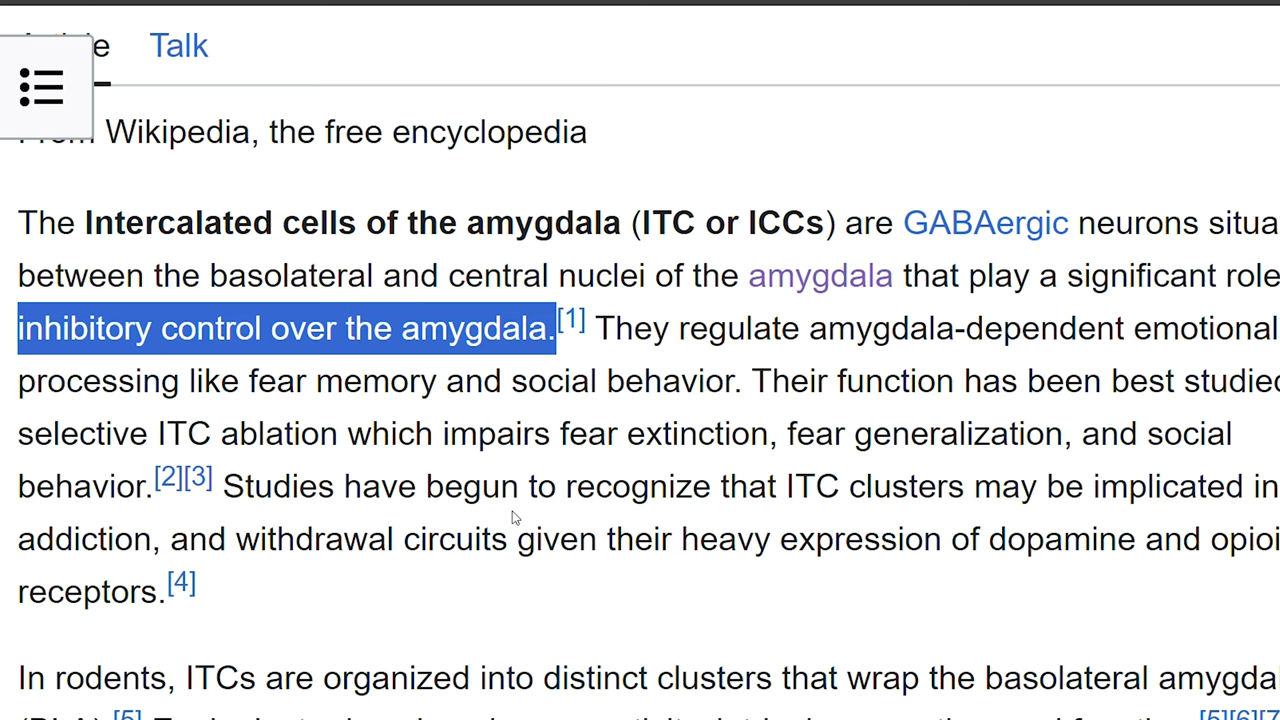 Talk
Wikipedia, the free encyclopedia
The Intercalated cells of the amygdala (ITC or ICCs) are GABAergic neurons
between the basolateral and central nuclei of the amygdala that play a significant role
inhibitory control over the amygdala.[1] They regulate amygdala-dependent emotional
processing like fear memory and social behavior. Their function has been best
selective ITC ablation which impairs fear extinction, fear generalization, and social
behavior.[2][3] Studies have begun to recognize that ITC clusters may be implicated in
addiction, and withdrawal circuits given their heavy expression of dopamine and
receptors.[4]
In rodents, ITCs are organized into distinct clusters that wrap the basolateral